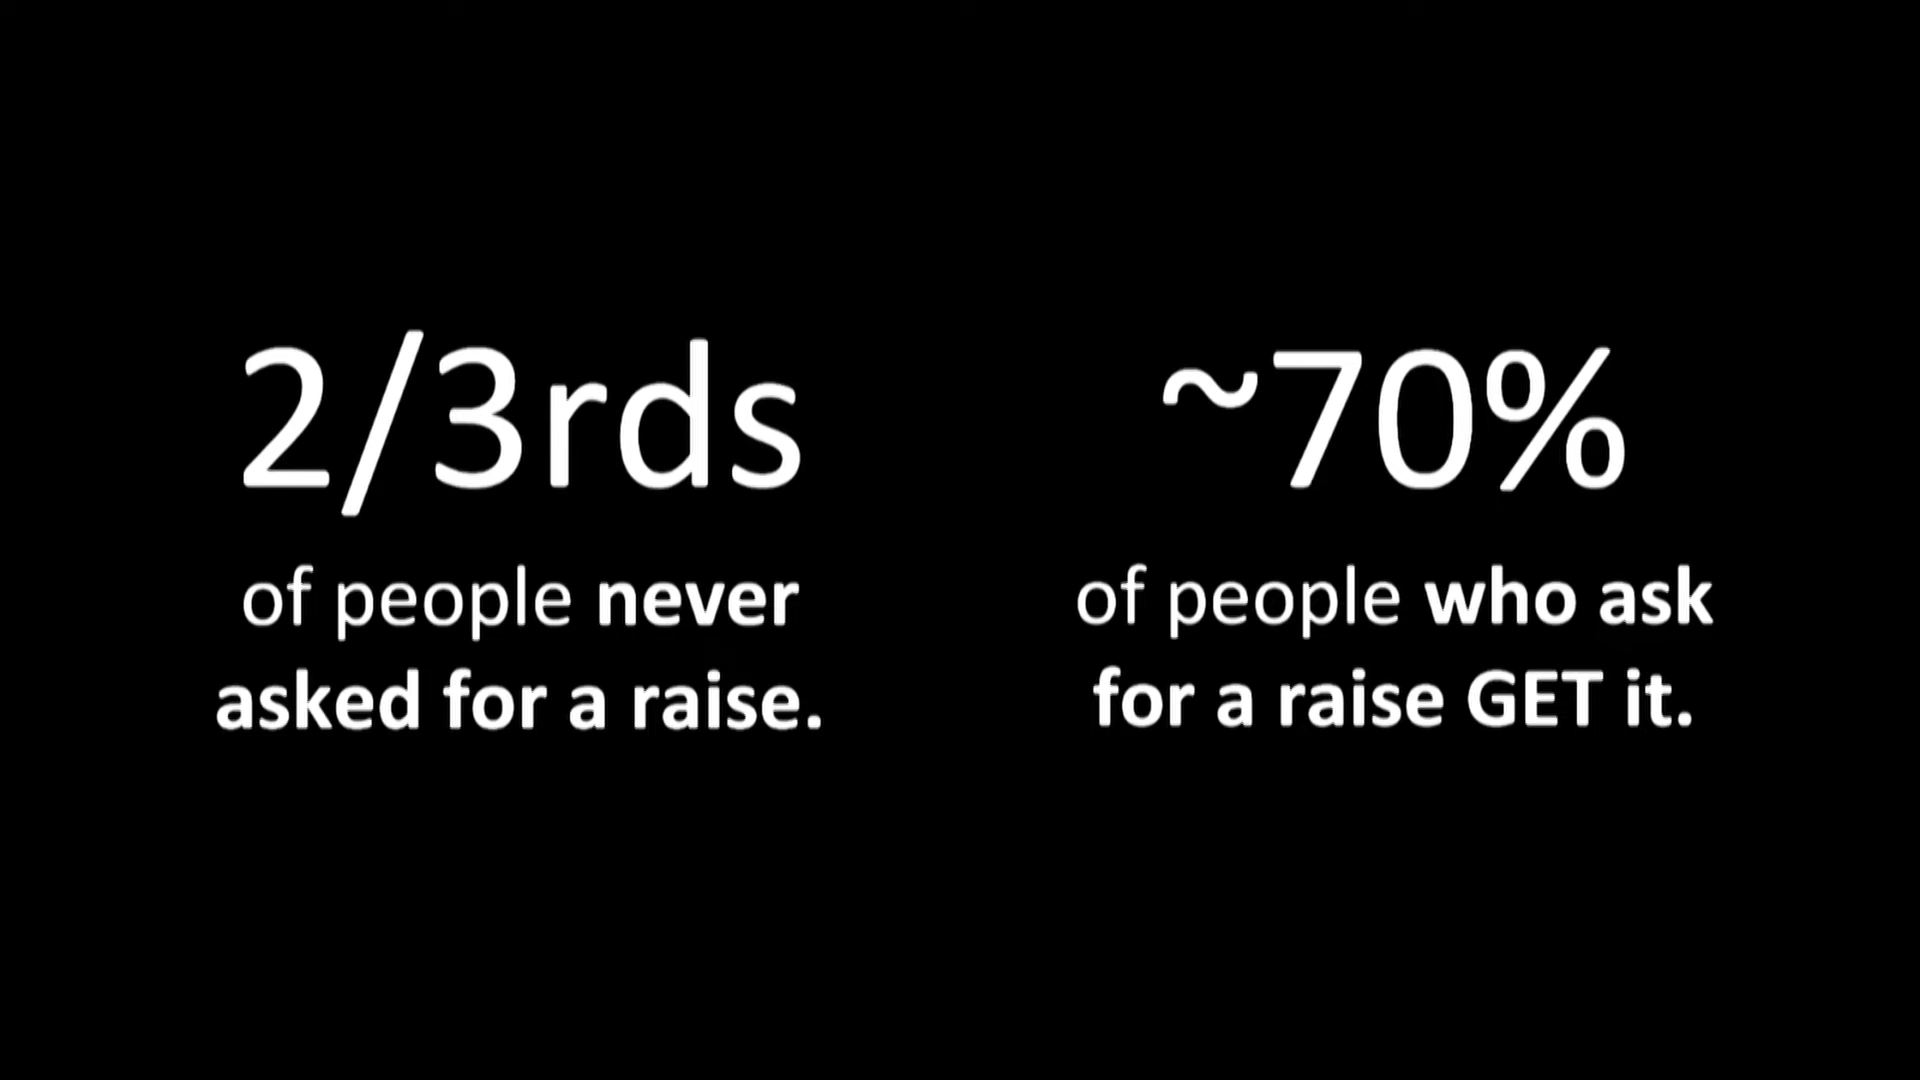 2/3rds
of people never
asked for a raise.
~70%
of people who ask
for a raise GET it.